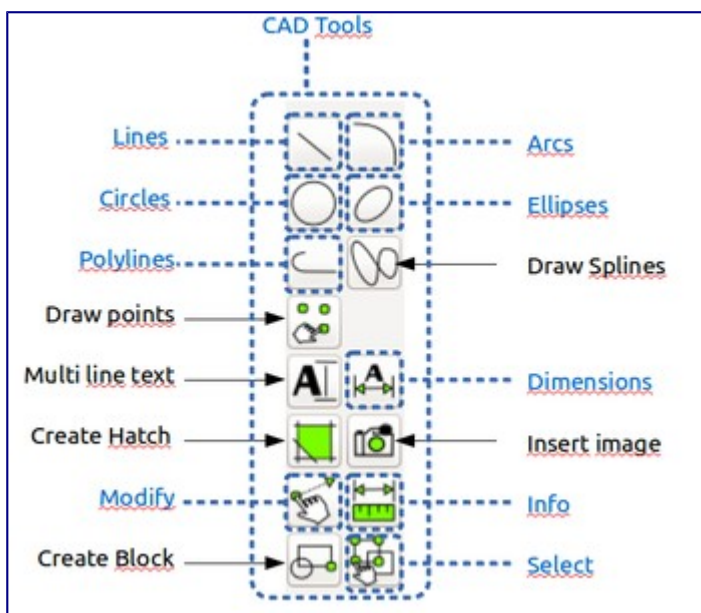 CAD Tools
Lines
Arcs
Circles
Ellipses
Polylines
Draw Splines
Draw points
Multi line text
A
A
Dimensions
Create Hatch
Insert image
Modify
Info
Create Block
Select